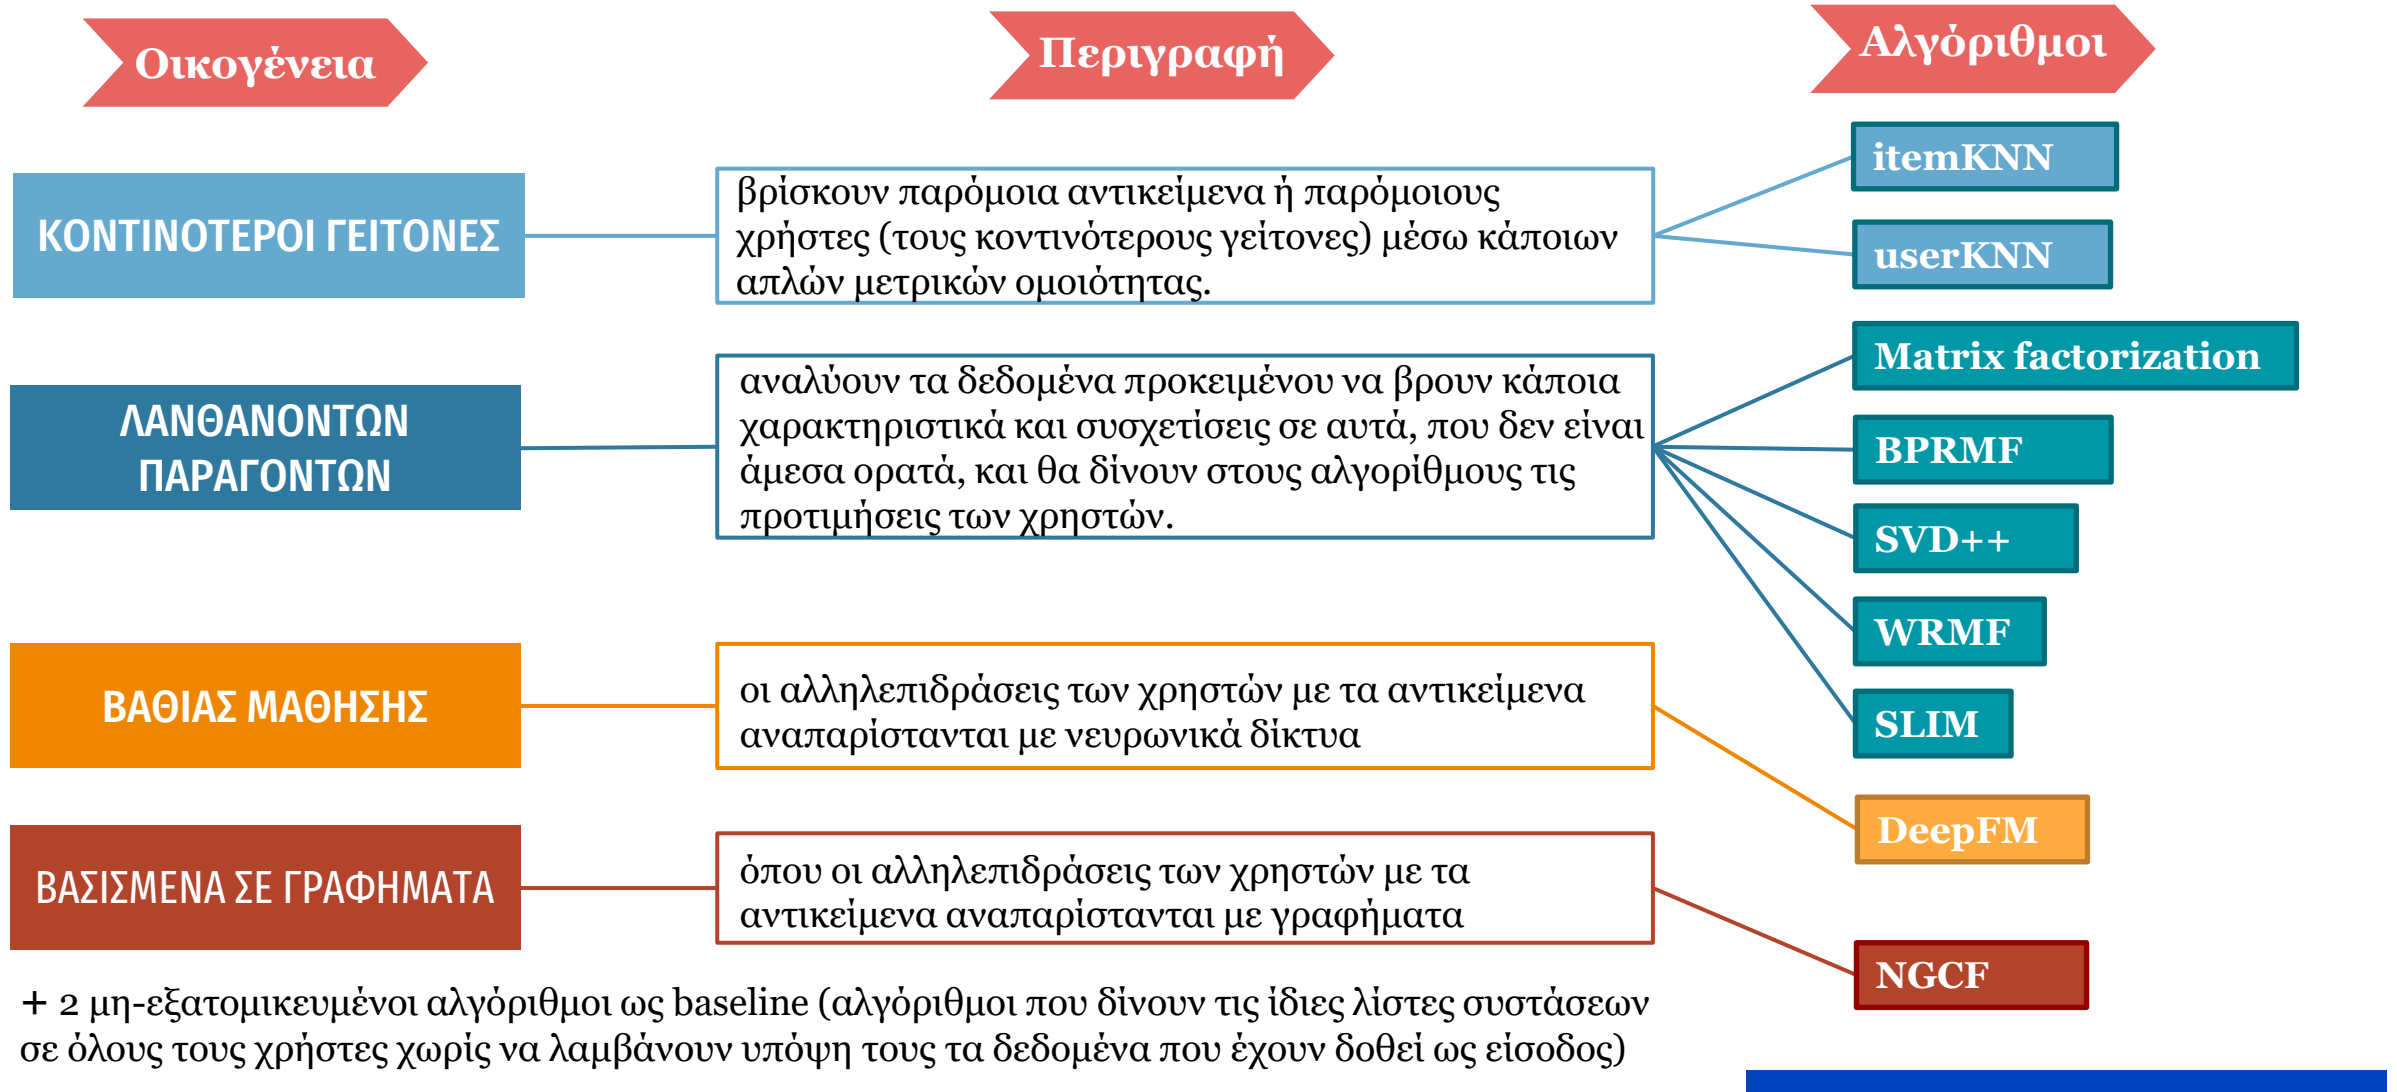 Οικογένεια
Περιγραφή
Αλγόριθμοι
ΚΟΝΤΙΝΟΤΕΡΟΙ ΓΕΙΤΟΝΕΣ
βρίσκουν παρόμοια αντικείμενα ή παρόμοιους
χρήστες (τους κοντινότερους γείτονες) μέσω κάποιων
απλών μετρικών ομοιότητας.
itemKNN
userKNN
ΛΑΝΘΑΝΟΝΤΩΝ
ΠΑΡΑΓΟΝΤΩΝ
αναλύουν τα δεδομένα προκειμένου να βρουν κάποια
χαρακτηριστικά και συσχετίσεις σε αυτά, που δεν είναι
άμεσα ορατά, και θα δίνουν στους αλγορίθμους τις
προτιμήσεις των χρηστών.
Matrix factorization
BPRMF
SVD++
WRMF
SLIM
ΒΑΘΙΑΣ ΜΑΘΗΣΗΣ
οι αλληλεπιδράσεις των χρηστών με τα αντικείμενα
αναπαρίστανται με νευρωνικά δίκτυα
DeepFM
ΒΑΣΙΣΜΕΝΑ ΣΕ ΓΡΑΦΗΜΑΤΑ
όπου οι αλληλεπιδράσεις των χρηστών με τα
αντικείμενα αναπαρίστανται με γραφήματα
NGCF
+ 2 μη-εξατομικευμένοι αλγόριθμοι ως baseline (αλγόριθμοι που δίνουν τις ίδιες λίστες συστάσεων
σε όλους τους χρήστες χωρίς να λαμβάνουν υπόψη τους τα δεδομένα που έχουν δοθεί ως είσοδος)